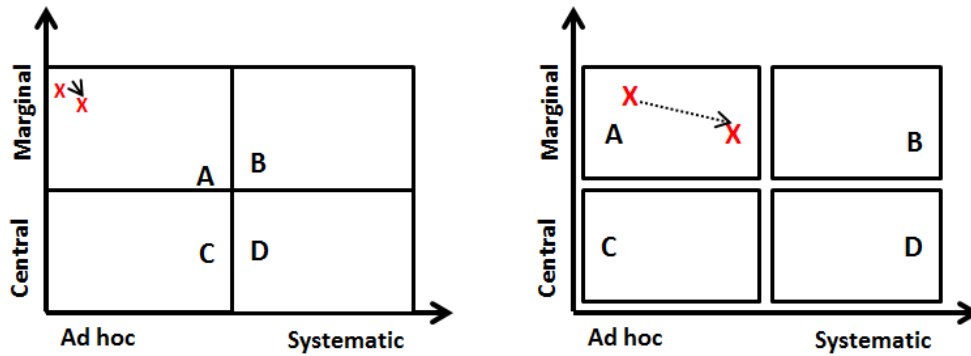 Marginal
Central
X
X
A
B
C
D
Ad hoc
Systematic
Marginal
Central
X
X
A
B
C
D
Ad hoc
Systematic